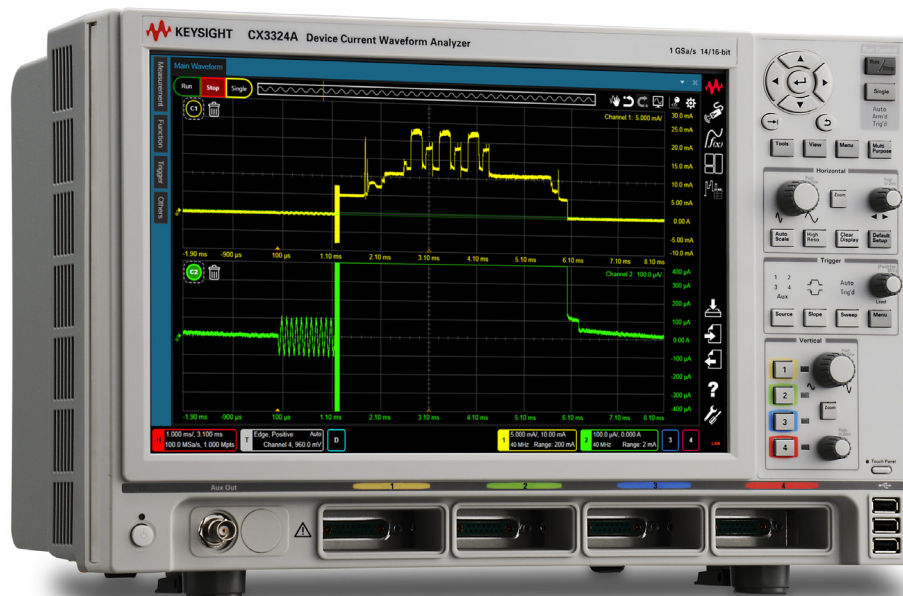 KEYSIGHT CX3324A Device Current Waveform Analyzer
1 GSa/s 14/16-bit
Main Waveform
Measurement
Function
Trigger
Others
Run Stop Single
C1
Channel 1: 5.000 mA/
30.0 mA
25.0 mA
20.0 mA
15.0 mA
10.0 mA
5.00 mA
0.00 A
-5.00 mA
-10.0 mA
-1.90 ms -900 µs 100 µs 1.10 ms 2.10 ms 3.10 ms 4.10 ms 5.10 ms 6.10 ms 7.10 ms 8.10 ms
C2
Channel 2: 100.0 µA/
400 µA
300 µA
200 µA
100 µA
0.00 A
-100 µA
-200 µA
-300 µA
-400 µA
-1.90 ms -900 µs 100 µs 1.10 ms 2.10 ms 3.10 ms 4.10 ms 5.10 ms 6.10 ms 7.10 ms 8.10 ms
f(x)
?
LAN
H 1.000 ms/, 3.100 ms
100.0 MSa/s, 1.000 Mpts
T Edge, Positive Auto
Channel 4, 960.0 mV
D
1 5.000 mA/, 10.00 mA
40 MHz Range: 200 mA
2 100.0 µA/, 0.000 A
40 MHz Range: 2 mA
3 4
Run Control
Run / Stop
Single
Auto
Arm'd
Trig'd
Tools View Menu Multi Purpose
Horizontal
Zoom
Auto Scale High Reso Clear Display Default Setup
Trigger
1 2
3 4
Aux
Auto
Trig'd
Level
Source Slope Sweep Menu
Vertical
1
2
3
4
Zoom
Touch Panel
Aux Out
1 2 3 4